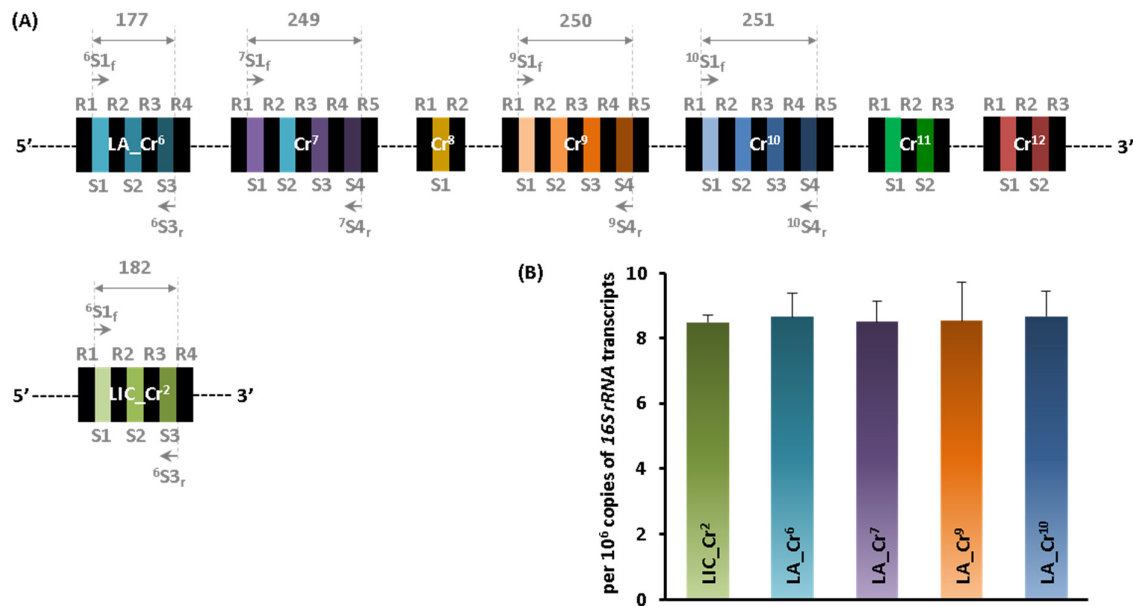 (A)
177 249 250 251
⁶S1f ⁷S1f ⁹S1f ¹⁰S1f
R1 R2 R3 R4 R1 R2 R3 R4 R5 R1 R2 R1 R2 R3 R4 R5 R1 R2 R3 R4 R5 R1 R2 R3 R1 R2 R3
5’ LA_Cr⁶ Cr⁷ Cr⁸ Cr⁹ Cr¹⁰ Cr¹¹ Cr¹² 3’
S1 S2 S3 S1 S2 S3 S4 S1 S1 S2 S3 S4 S1 S2 S3 S4 S1 S2 S1 S2
⁶S3r ⁷S4r ⁹S4r ¹⁰S4r
182
⁶S1f
R1 R2 R3 R4
5’ LIC_Cr² 3’
S1 S2 S3
⁶S3r
(B)
per 10⁶ copies of 16S rRNA transcripts
10
8
6
4
2
0
LIC_Cr²
LA_Cr⁶
LA_Cr⁷
LA_Cr⁹
LA_Cr¹⁰